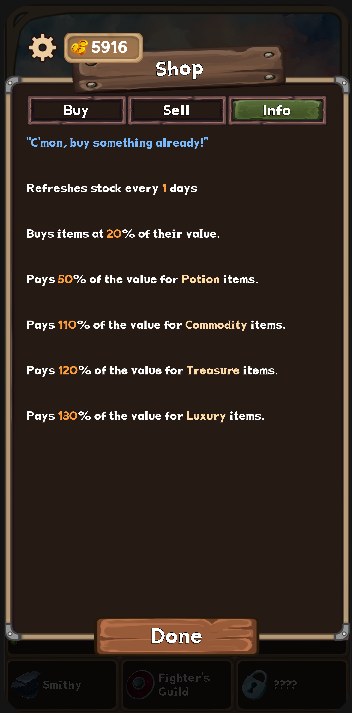 5916
Shop
Buy
Sell
Info
"C'mon, buy something already!"
Refreshes stock every 1 days
Buys items at 20% of their value.
Pays 50% of the value for Potion items.
Pays 110% of the value for Commodity items.
Pays 120% of the value for Treasure items.
Pays 130% of the value for Luxury items.
Done
Smithy
Fighter's
Guild
????